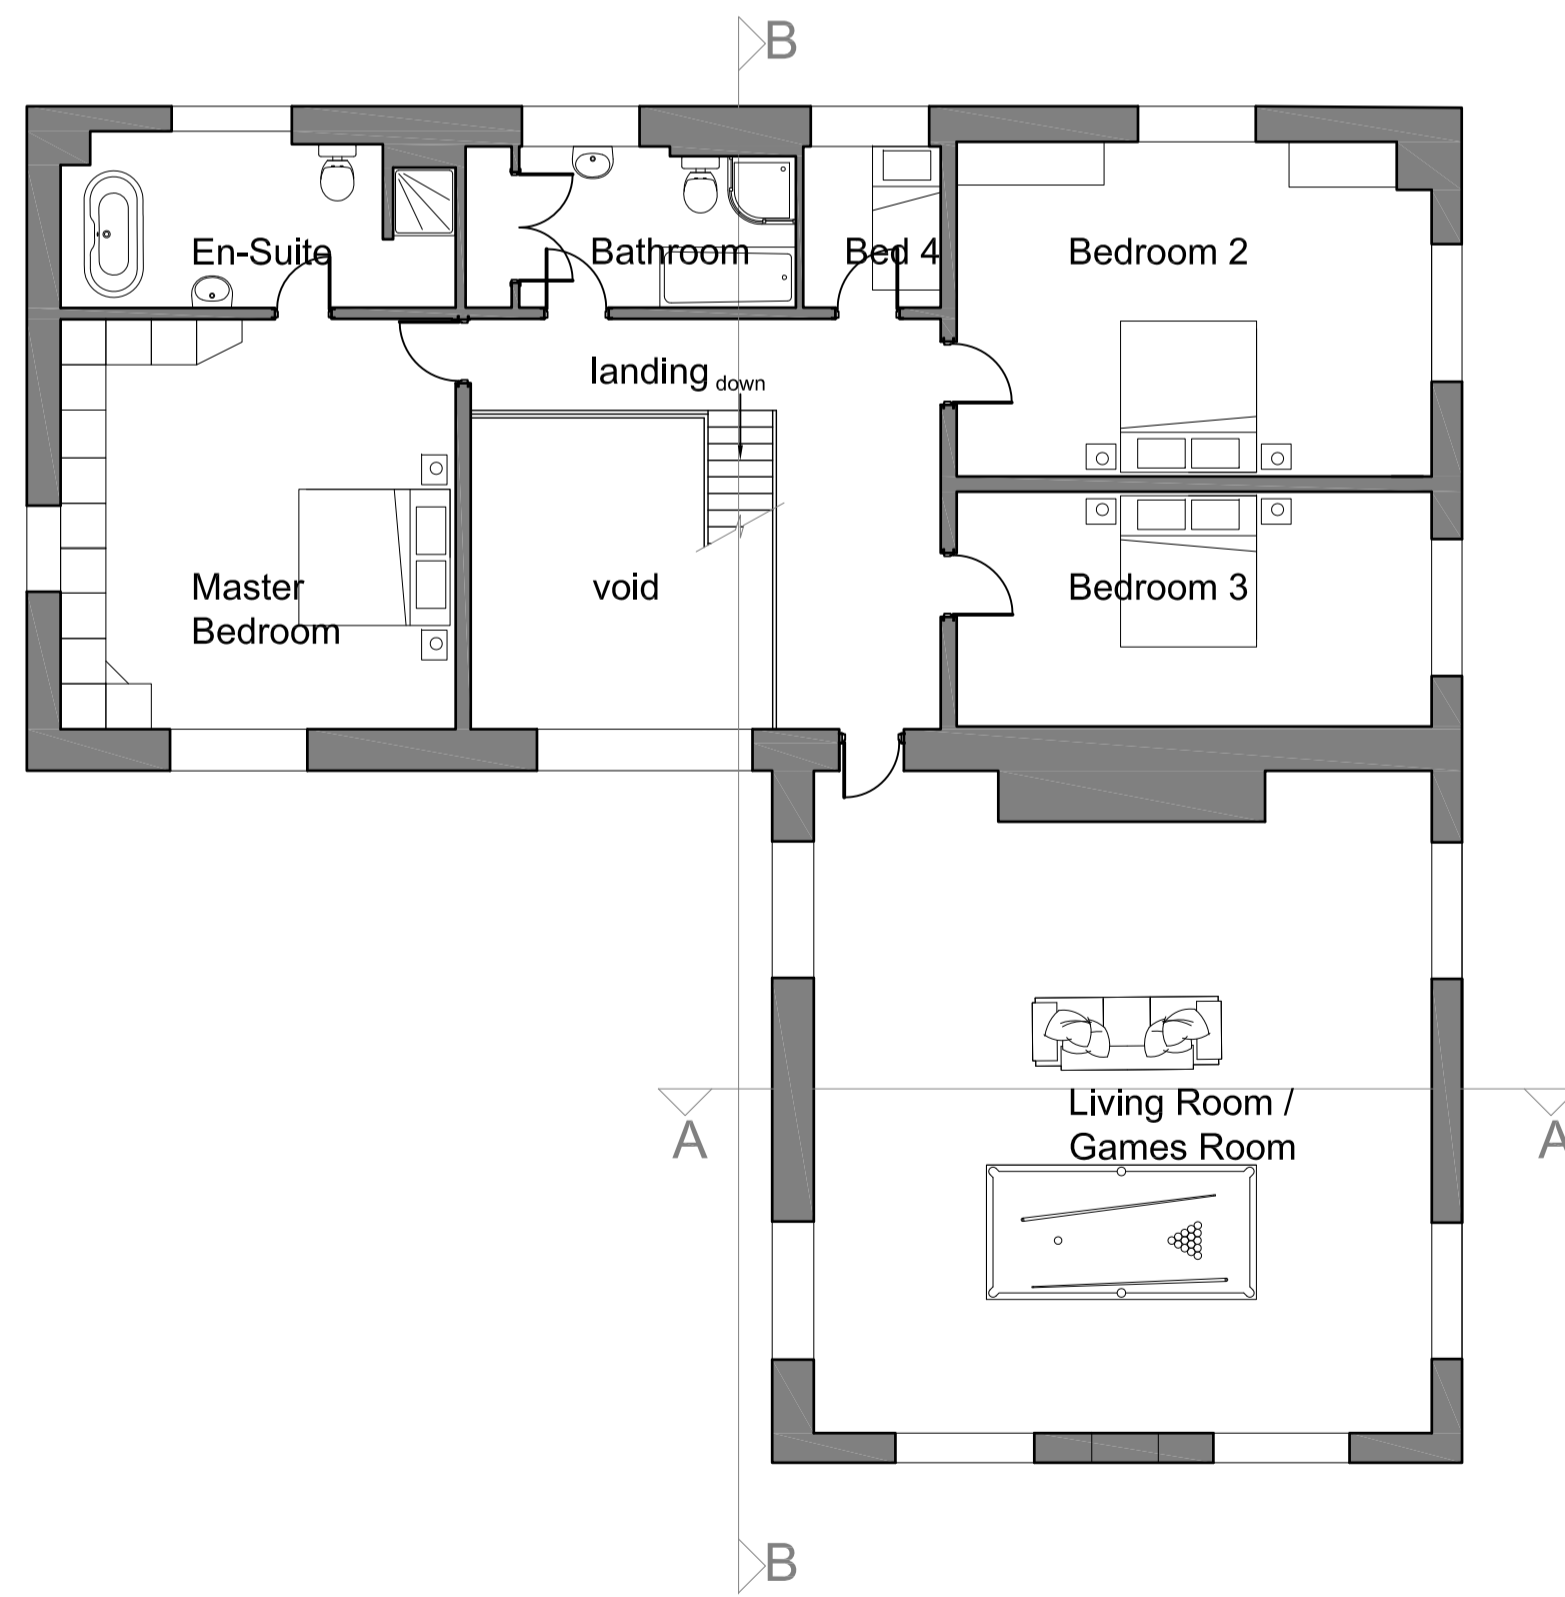 B
En-Suite
Bathroom
Bed 4
Bedroom 2
landing
down
Master
Bedroom
void
Bedroom 3
Living Room /
Games Room
A
A
B